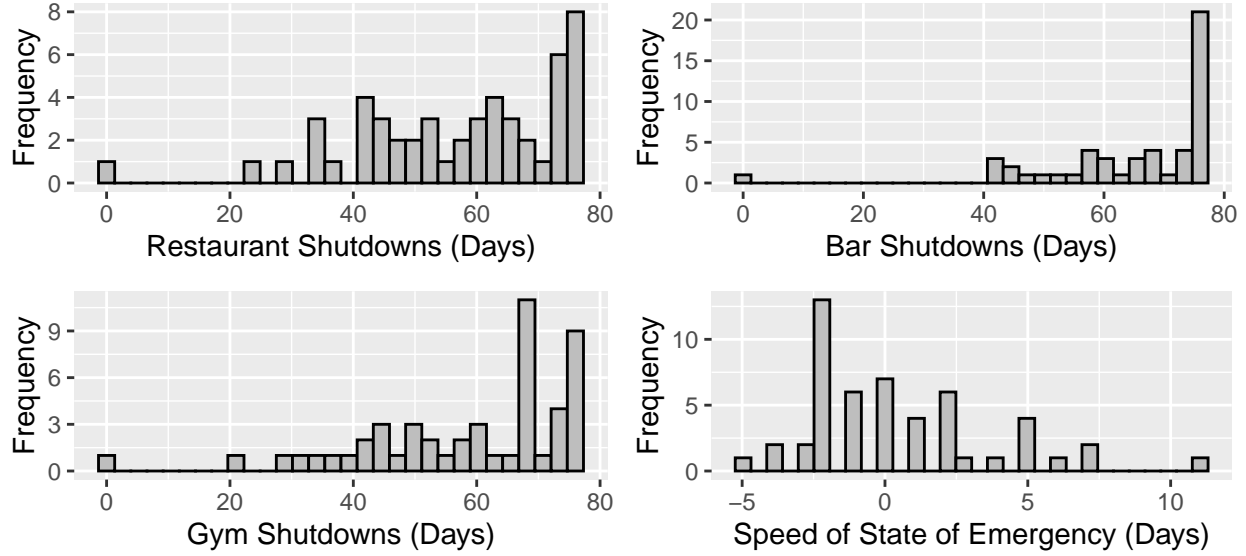 8
6
4
2
0
Frequency
0 20 40 60 80
Restaurant Shutdowns (Days)
20
15
10
5
0
Frequency
0 20 40 60 80
Bar Shutdowns (Days)
9
6
3
0
Frequency
0 20 40 60 80
Gym Shutdowns (Days)
10
5
0
Frequency
−5 0 5 10
Speed of State of Emergency (Days)